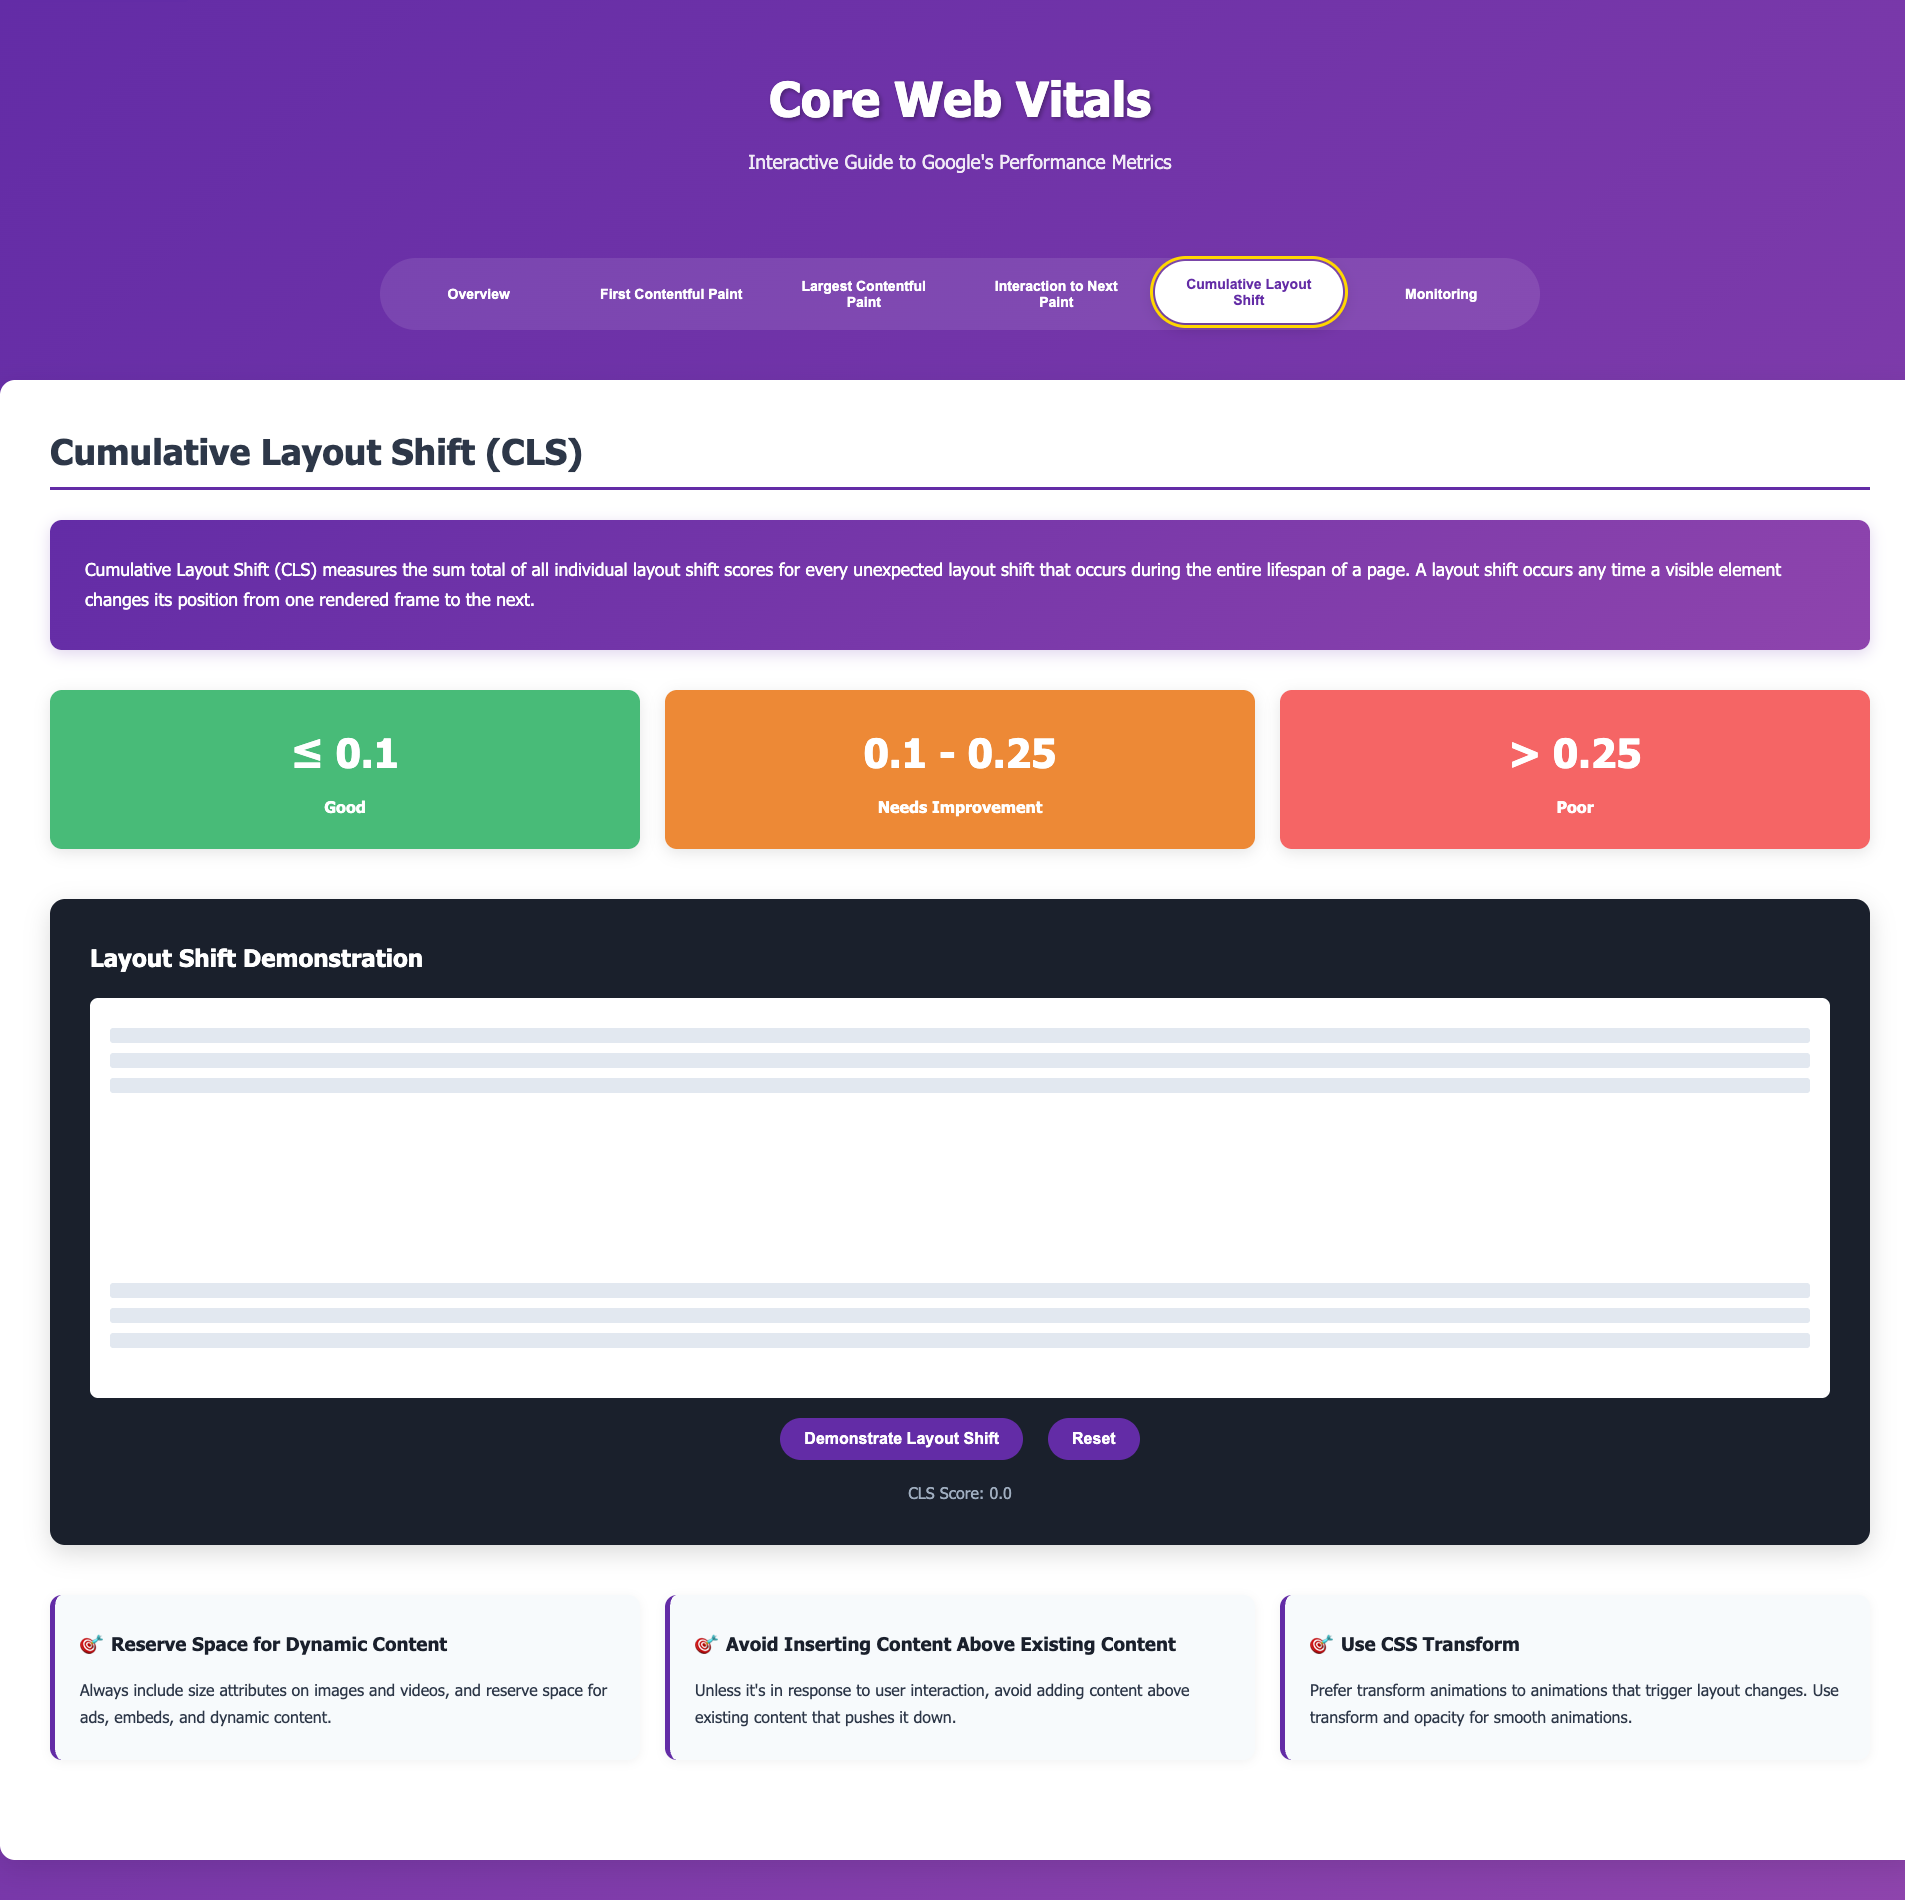 Core Web Vitals
Interactive Guide to Google's Performance Metrics
Overview
First Contentful Paint
Largest Contentful
Paint
Interaction to Next
Paint
Cumulative Layout
Shift
Monitoring
Cumulative Layout Shift (CLS)
Cumulative Layout Shift (CLS) measures the sum total of all individual layout shift scores for every unexpected layout shift that occurs during the entire lifespan of a page. A layout shift occurs any time a visible element
changes its position from one rendered frame to the next.
≤ 0.1
Good
0.1 - 0.25
Needs Improvement
> 0.25
Poor
Layout Shift Demonstration
Demonstrate Layout Shift
Reset
CLS Score: 0.0
🎯 Reserve Space for Dynamic Content
Always include size attributes on images and videos, and reserve space for
ads, embeds, and dynamic content.
🎯 Avoid Inserting Content Above Existing Content
Unless it's in response to user interaction, avoid adding content above
existing content that pushes it down.
🎯 Use CSS Transform
Prefer transform animations to animations that trigger layout changes. Use
transform and opacity for smooth animations.